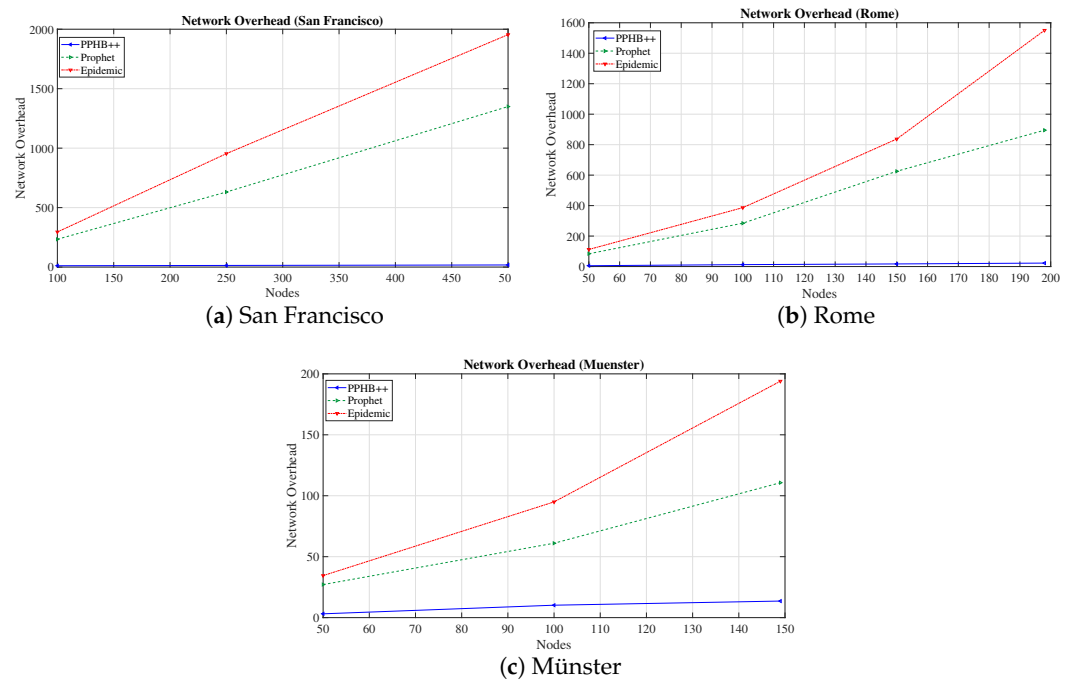 Network Overhead (San Francisco)
2000
1500
1000
500
0
Network Overhead
PPHB++
Prophet
Epidemic
100 150 200 250 300 350 400 450 50
Nodes
(a) San Francisco
Network Overhead (Rome)
1600
1400
1200
1000
800
600
400
200
0
Network Overhead
PPHB++
Prophet
Epidemic
50 60 70 80 90 100 110 120 130 140 150 160 170 180 190 200
Nodes
(b) Rome
Network Overhead (Muenster)
200
150
100
50
0
Network Overhead
PPHB++
Prophet
Epidemic
50 60 70 80 90 100 110 120 130 140 150
Nodes
(c) Münster